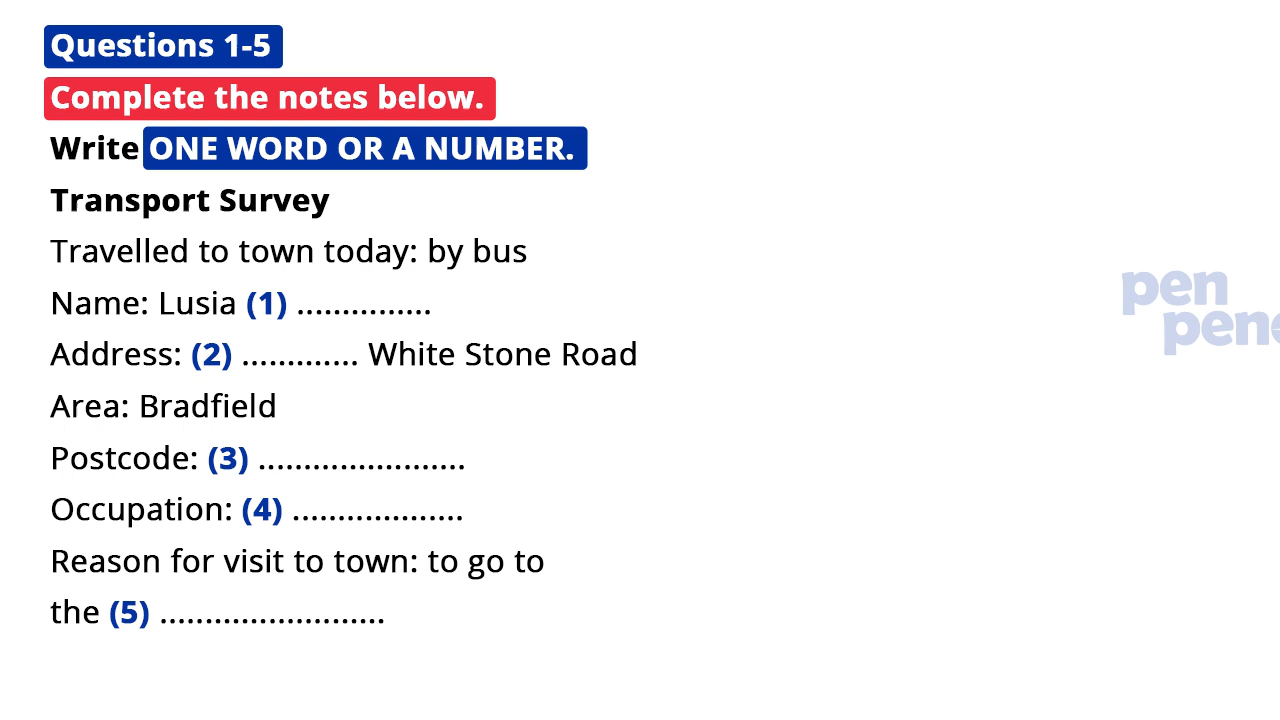 Questions 1-5
Complete the notes below.
Write ONE WORD OR A NUMBER.
Transport Survey
Travelled to town today: by bus
Name: Lusia (1) ...............
Address: (2) ............. White Stone Road
Area: Bradfield
Postcode: (3) .......................
Occupation: (4) ...................
Reason for visit to town: to go to
the (5) .........................
pen